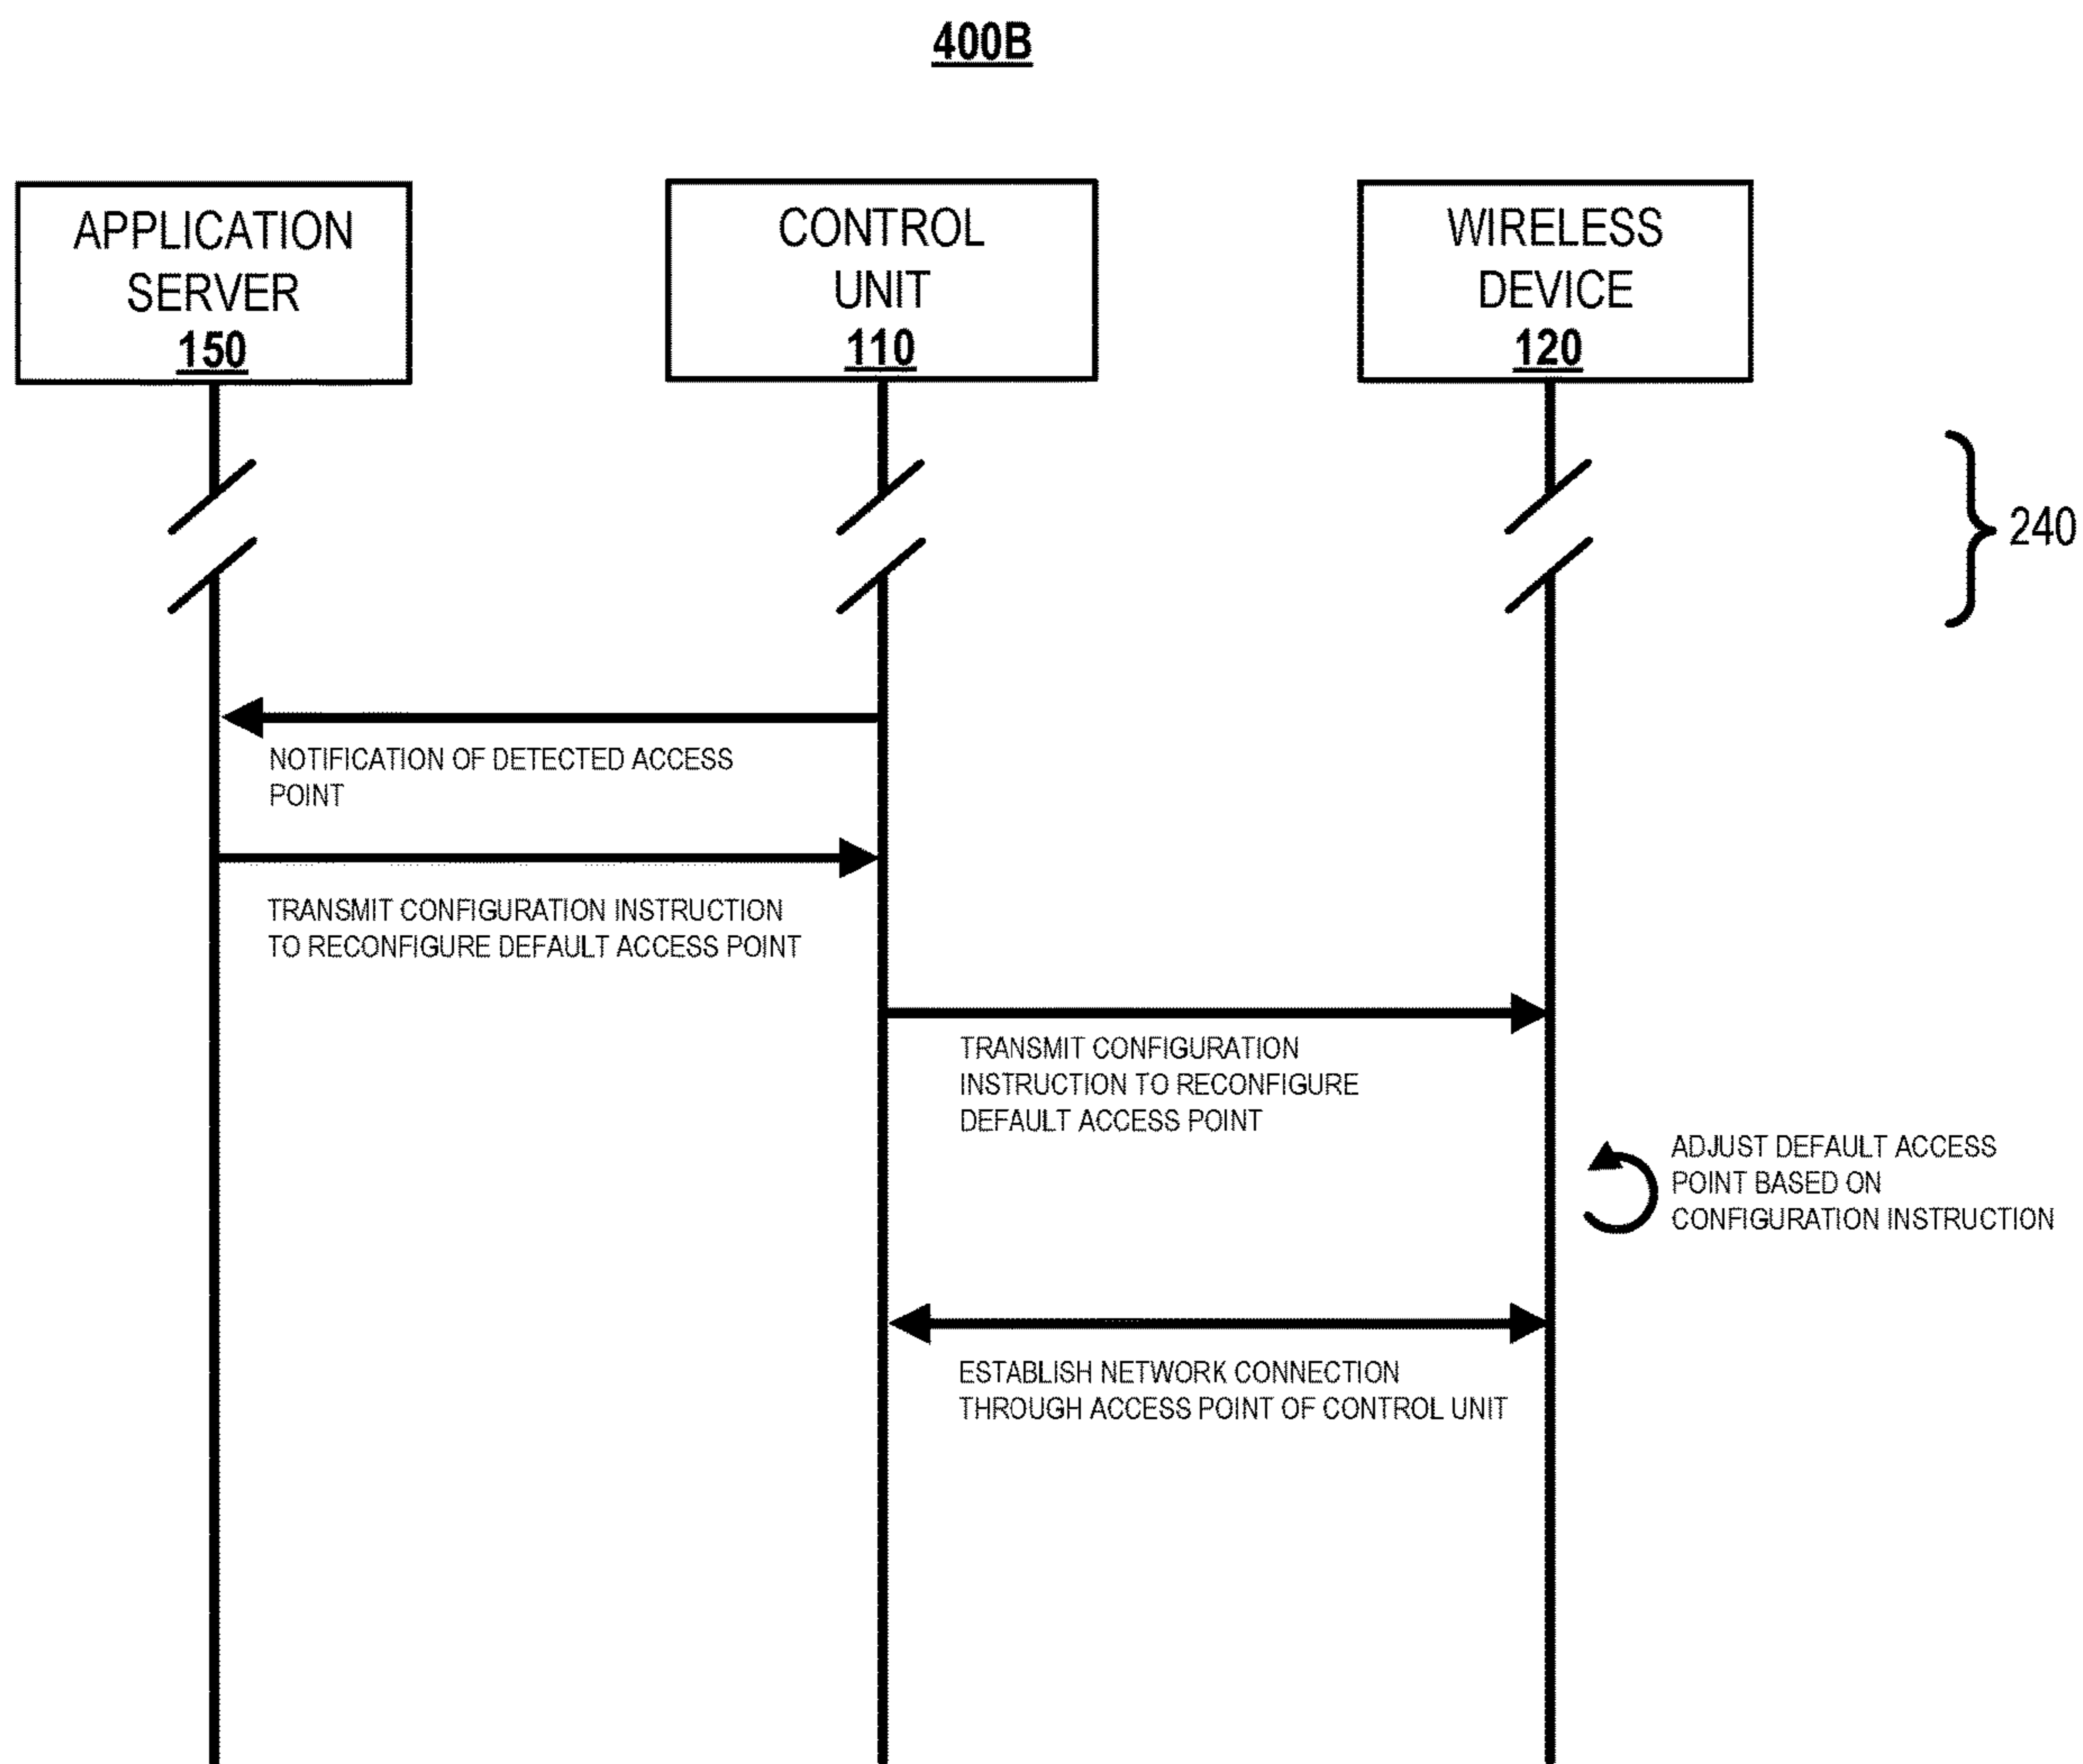 400B
APPLICATION
SERVER
150
CONTROL
UNIT
110
WIRELESS
DEVICE
120
240
NOTIFICATION OF DETECTED ACCESS
POINT
TRANSMIT CONFIGURATION INSTRUCTION
TO RECONFIGURE DEFAULT ACCESS POINT
TRANSMIT CONFIGURATION
INSTRUCTION TO RECONFIGURE
DEFAULT ACCESS POINT
ADJUST DEFAULT ACCESS
POINT BASED ON
CONFIGURATION INSTRUCTION
ESTABLISH NETWORK CONNECTION
THROUGH ACCESS POINT OF CONTROL UNIT